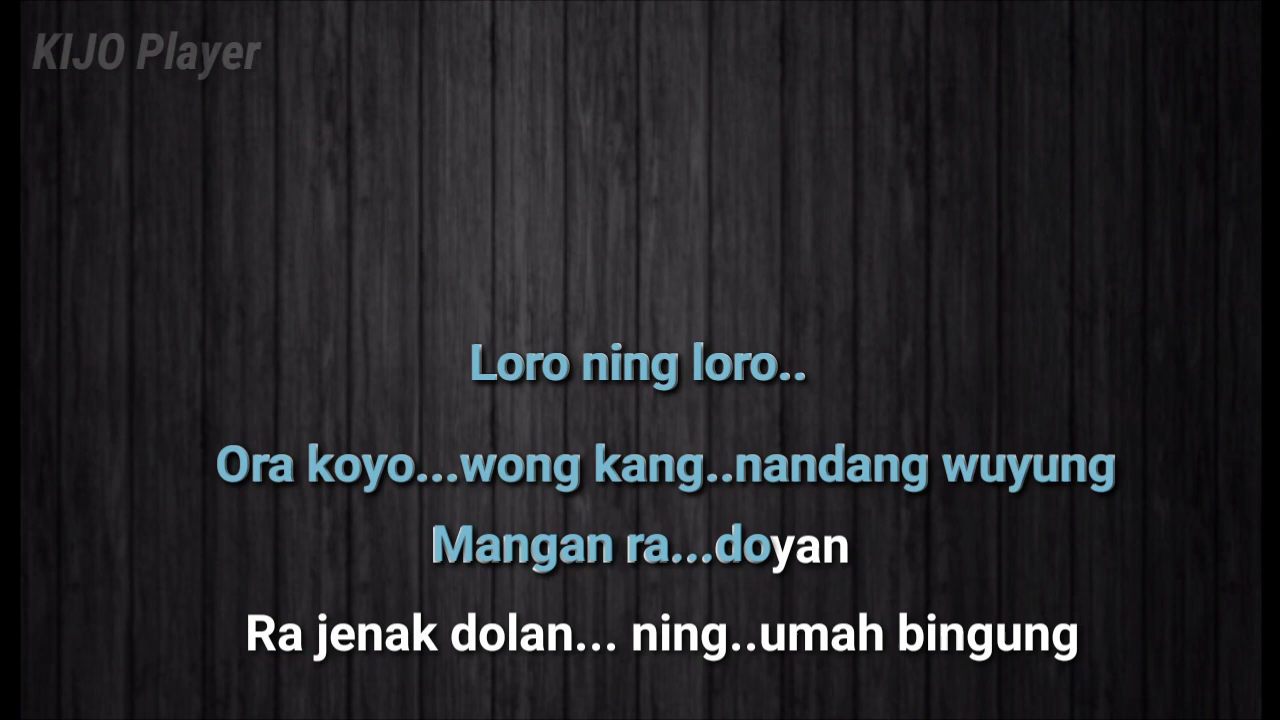 KIJO Player
Loro ning loro..
Ora koyo...wong kang..nandang wuyung
Mangan ra...doyan
Ra jenak dolan... ning..umah bingung